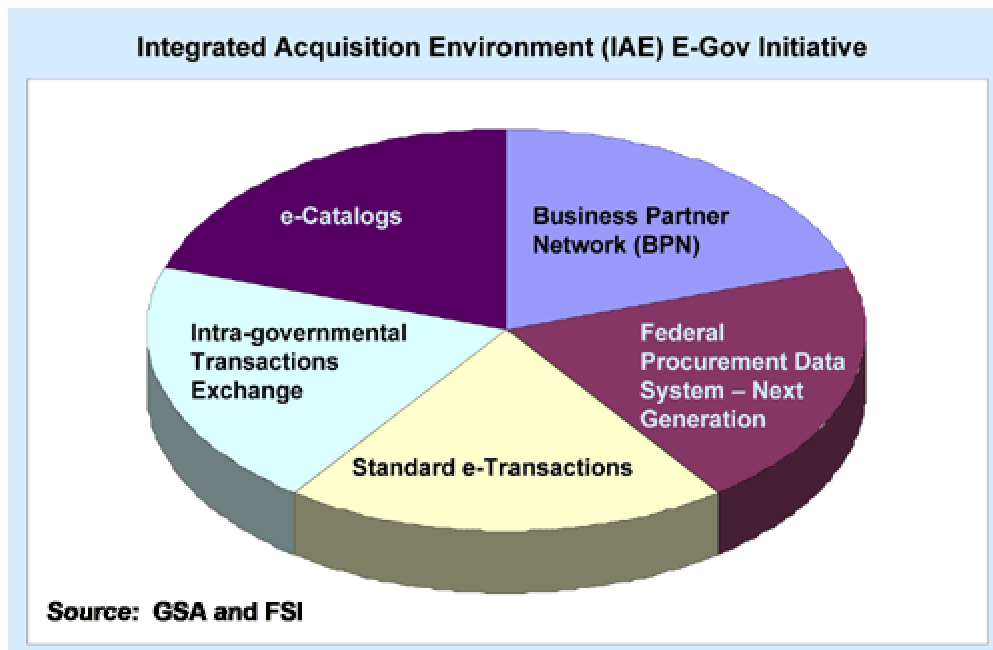 Integrated Acquisition Environment (IAE) E-Gov Initiative
e-Catalogs
Business Partner
Network (BPN)
Intra-governmental
Transactions
Exchange
Federal
Procurement Data
System – Next
Generation
Standard e-Transactions
Source: GSA and FSI